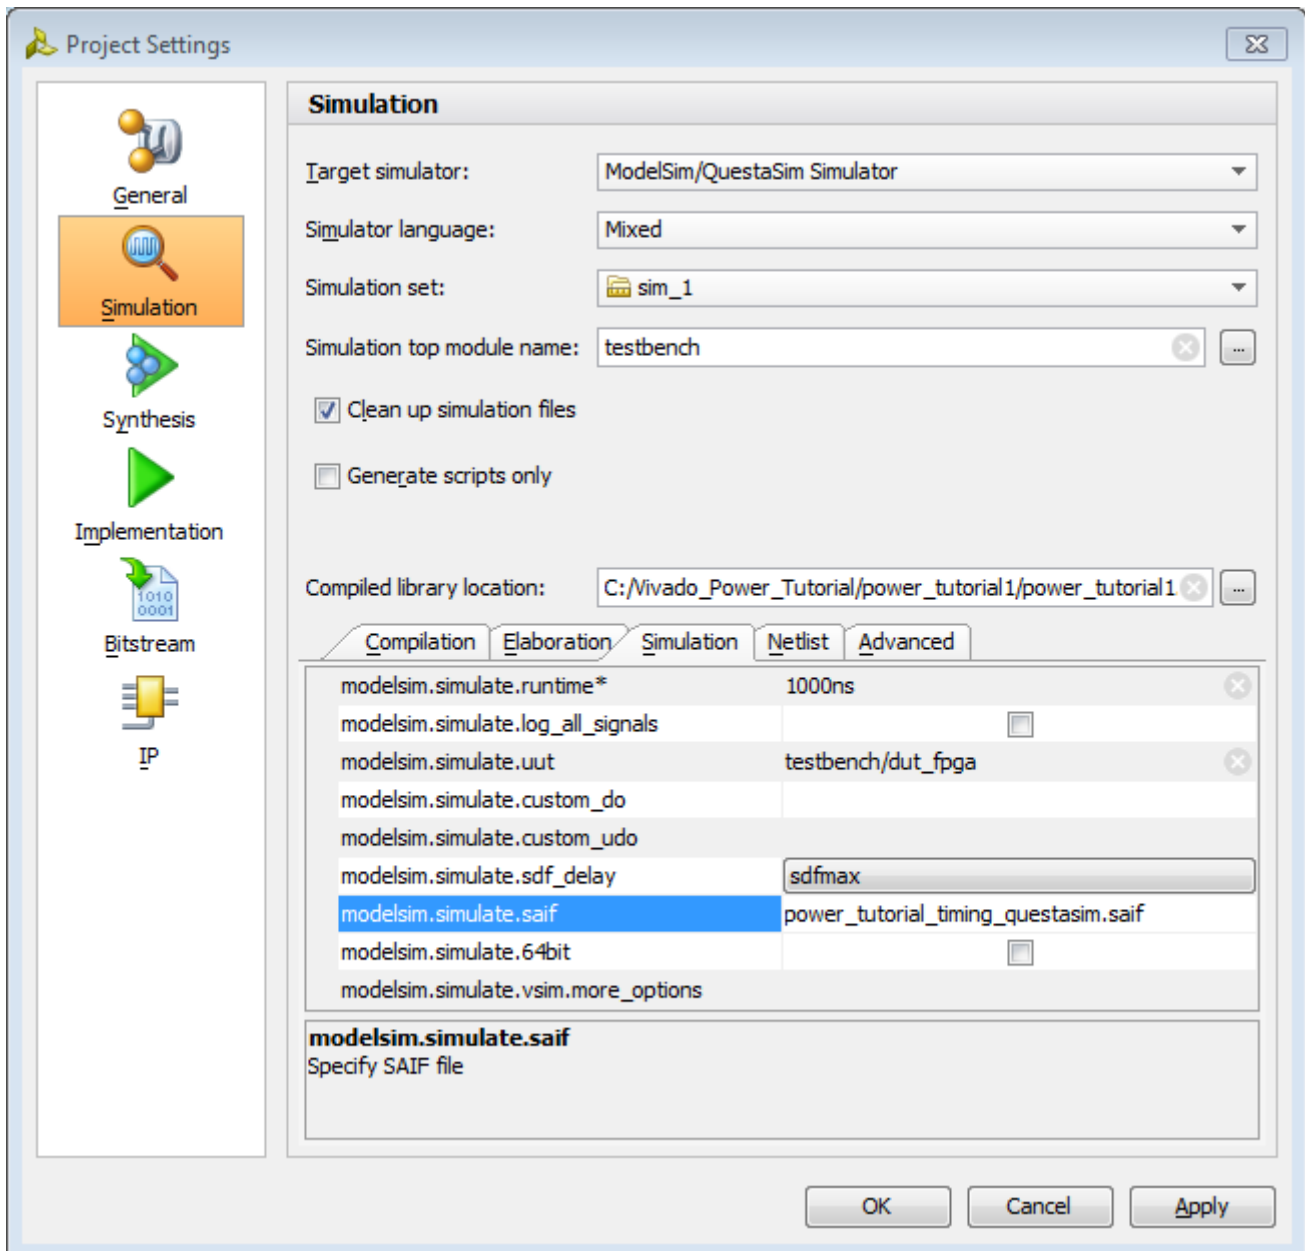 Project Settings
General
Simulation
Synthesis
Implementation
1010
0001
Bitstream
IP
Simulation
Target simulator: ModelSim/QuestaSim Simulator
Simulator language: Mixed
Simulation set: sim_1
Simulation top module name: testbench ...
Clean up simulation files
Generate scripts only
Compiled library location: C:/Vivado_Power_Tutorial/power_tutorial1/power_tutorial1 ...
Compilation Elaboration Simulation Netlist Advanced
modelsim.simulate.runtime* 1000ns
modelsim.simulate.log_all_signals
modelsim.simulate.uut testbench/dut_fpga
modelsim.simulate.custom_do
modelsim.simulate.custom_udo
modelsim.simulate.sdf_delay sdfmax
modelsim.simulate.saif power_tutorial_timing_questasim.saif
modelsim.simulate.64bit
modelsim.simulate.vsim.more_options
modelsim.simulate.saif
Specify SAIF file
OK Cancel Apply